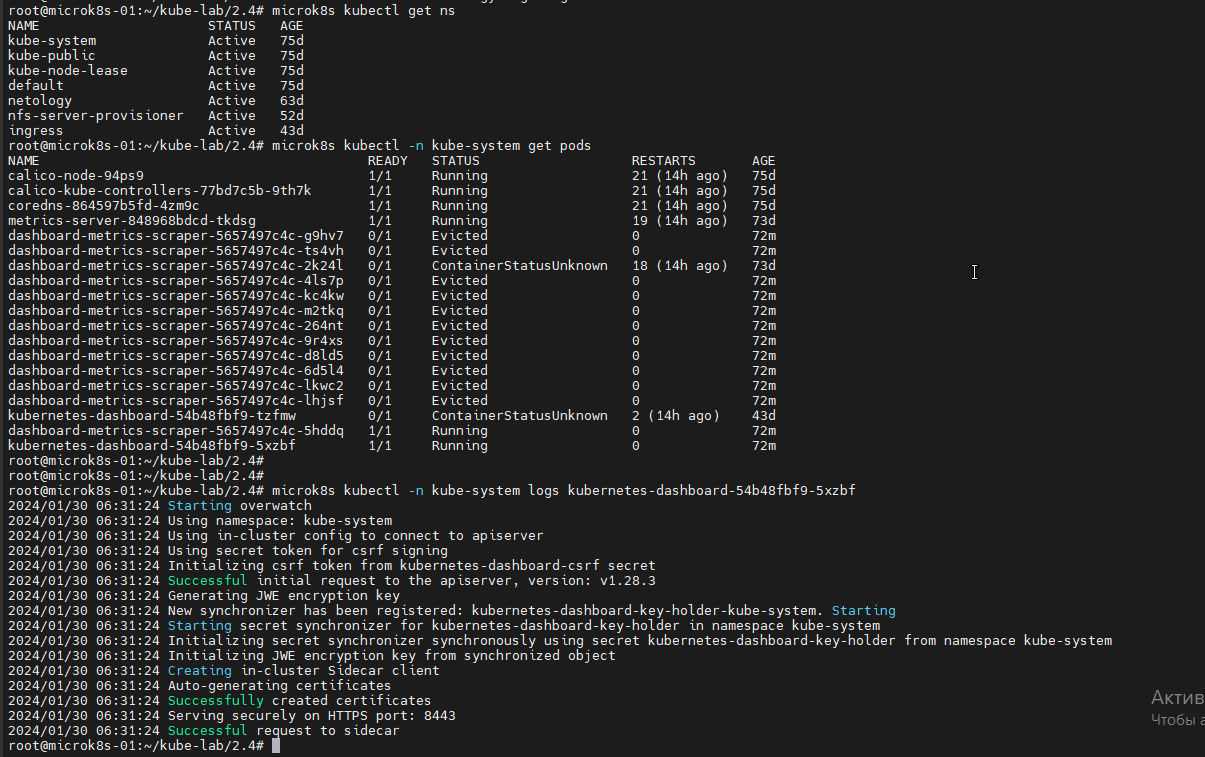 root@microk8s-01:~/kube-lab/2.4# microk8s kubectl get ns
NAME                     STATUS   AGE
kube-system              Active   75d
kube-public              Active   75d
kube-node-lease          Active   75d
default                  Active   75d
netology                 Active   63d
nfs-server-provisioner   Active   52d
ingress                  Active   43d
root@microk8s-01:~/kube-lab/2.4# microk8s kubectl -n kube-system get pods
NAME                                         READY   STATUS                   RESTARTS       AGE
calico-node-94ps9                            1/1     Running                  21 (14h ago)   75d
calico-kube-controllers-77bd7c5b-9th7k       1/1     Running                  21 (14h ago)   75d
coredns-864597b5fd-4zm9c                     1/1     Running                  21 (14h ago)   75d
metrics-server-848968bdcd-tkdsg              1/1     Running                  19 (14h ago)   73d
dashboard-metrics-scraper-5657497c4c-g9hv7   0/1     Evicted                  0              72m
dashboard-metrics-scraper-5657497c4c-ts4vh   0/1     Evicted                  0              72m
dashboard-metrics-scraper-5657497c4c-2k24l   0/1     ContainerStatusUnknown   18 (14h ago)   73d
dashboard-metrics-scraper-5657497c4c-4ls7p   0/1     Evicted                  0              72m
dashboard-metrics-scraper-5657497c4c-kc4kw   0/1     Evicted                  0              72m
dashboard-metrics-scraper-5657497c4c-m2tkq   0/1     Evicted                  0              72m
dashboard-metrics-scraper-5657497c4c-264nt   0/1     Evicted                  0              72m
dashboard-metrics-scraper-5657497c4c-9r4xs   0/1     Evicted                  0              72m
dashboard-metrics-scraper-5657497c4c-d8ld5   0/1     Evicted                  0              72m
dashboard-metrics-scraper-5657497c4c-6d5l4   0/1     Evicted                  0              72m
dashboard-metrics-scraper-5657497c4c-lkwc2   0/1     Evicted                  0              72m
dashboard-metrics-scraper-5657497c4c-lhjsf   0/1     Evicted                  0              72m
kubernetes-dashboard-54b48fbf9-tzfmw         0/1     ContainerStatusUnknown   2 (14h ago)    43d
dashboard-metrics-scraper-5657497c4c-5hddq   1/1     Running                  0              72m
kubernetes-dashboard-54b48fbf9-5xzbf         1/1     Running                  0              72m
root@microk8s-01:~/kube-lab/2.4#
root@microk8s-01:~/kube-lab/2.4#
root@microk8s-01:~/kube-lab/2.4# microk8s kubectl -n kube-system logs kubernetes-dashboard-54b48fbf9-5xzbf
2024/01/30 06:31:24 Starting overwatch
2024/01/30 06:31:24 Using namespace: kube-system
2024/01/30 06:31:24 Using in-cluster config to connect to apiserver
2024/01/30 06:31:24 Using secret token for csrf signing
2024/01/30 06:31:24 Initializing csrf token from kubernetes-dashboard-csrf secret
2024/01/30 06:31:24 Successful initial request to the apiserver, version: v1.28.3
2024/01/30 06:31:24 Generating JWE encryption key
2024/01/30 06:31:24 New synchronizer has been registered: kubernetes-dashboard-key-holder-kube-system. Starting
2024/01/30 06:31:24 Starting secret synchronizer for kubernetes-dashboard-key-holder in namespace kube-system
2024/01/30 06:31:24 Initializing secret synchronizer synchronously using secret kubernetes-dashboard-key-holder from namespace kube-system
2024/01/30 06:31:24 Initializing JWE encryption key from synchronized object
2024/01/30 06:31:24 Creating in-cluster Sidecar client
2024/01/30 06:31:24 Auto-generating certificates
2024/01/30 06:31:24 Successfully created certificates
2024/01/30 06:31:24 Serving securely on HTTPS port: 8443
2024/01/30 06:31:24 Successful request to sidecar
root@microk8s-01:~/kube-lab/2.4#
Актив
Чтобы а